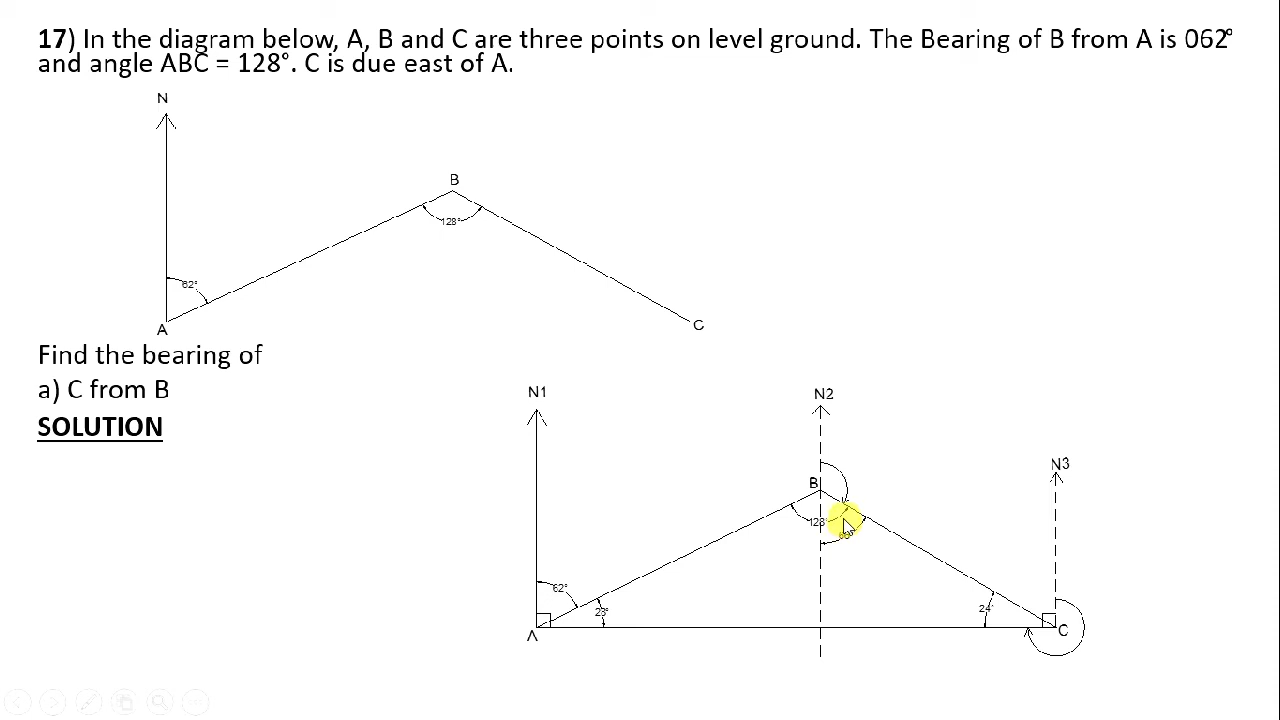 17) In the diagram below, A, B and C are three points on level ground. The Bearing of B from A is 062°
and angle ABC = 128°. C is due east of A.
N
B
128°
62°
A
C
Find the bearing of
a) C from B
SOLUTION
N1
N2
N3
B
128°
62°
24°
A
C